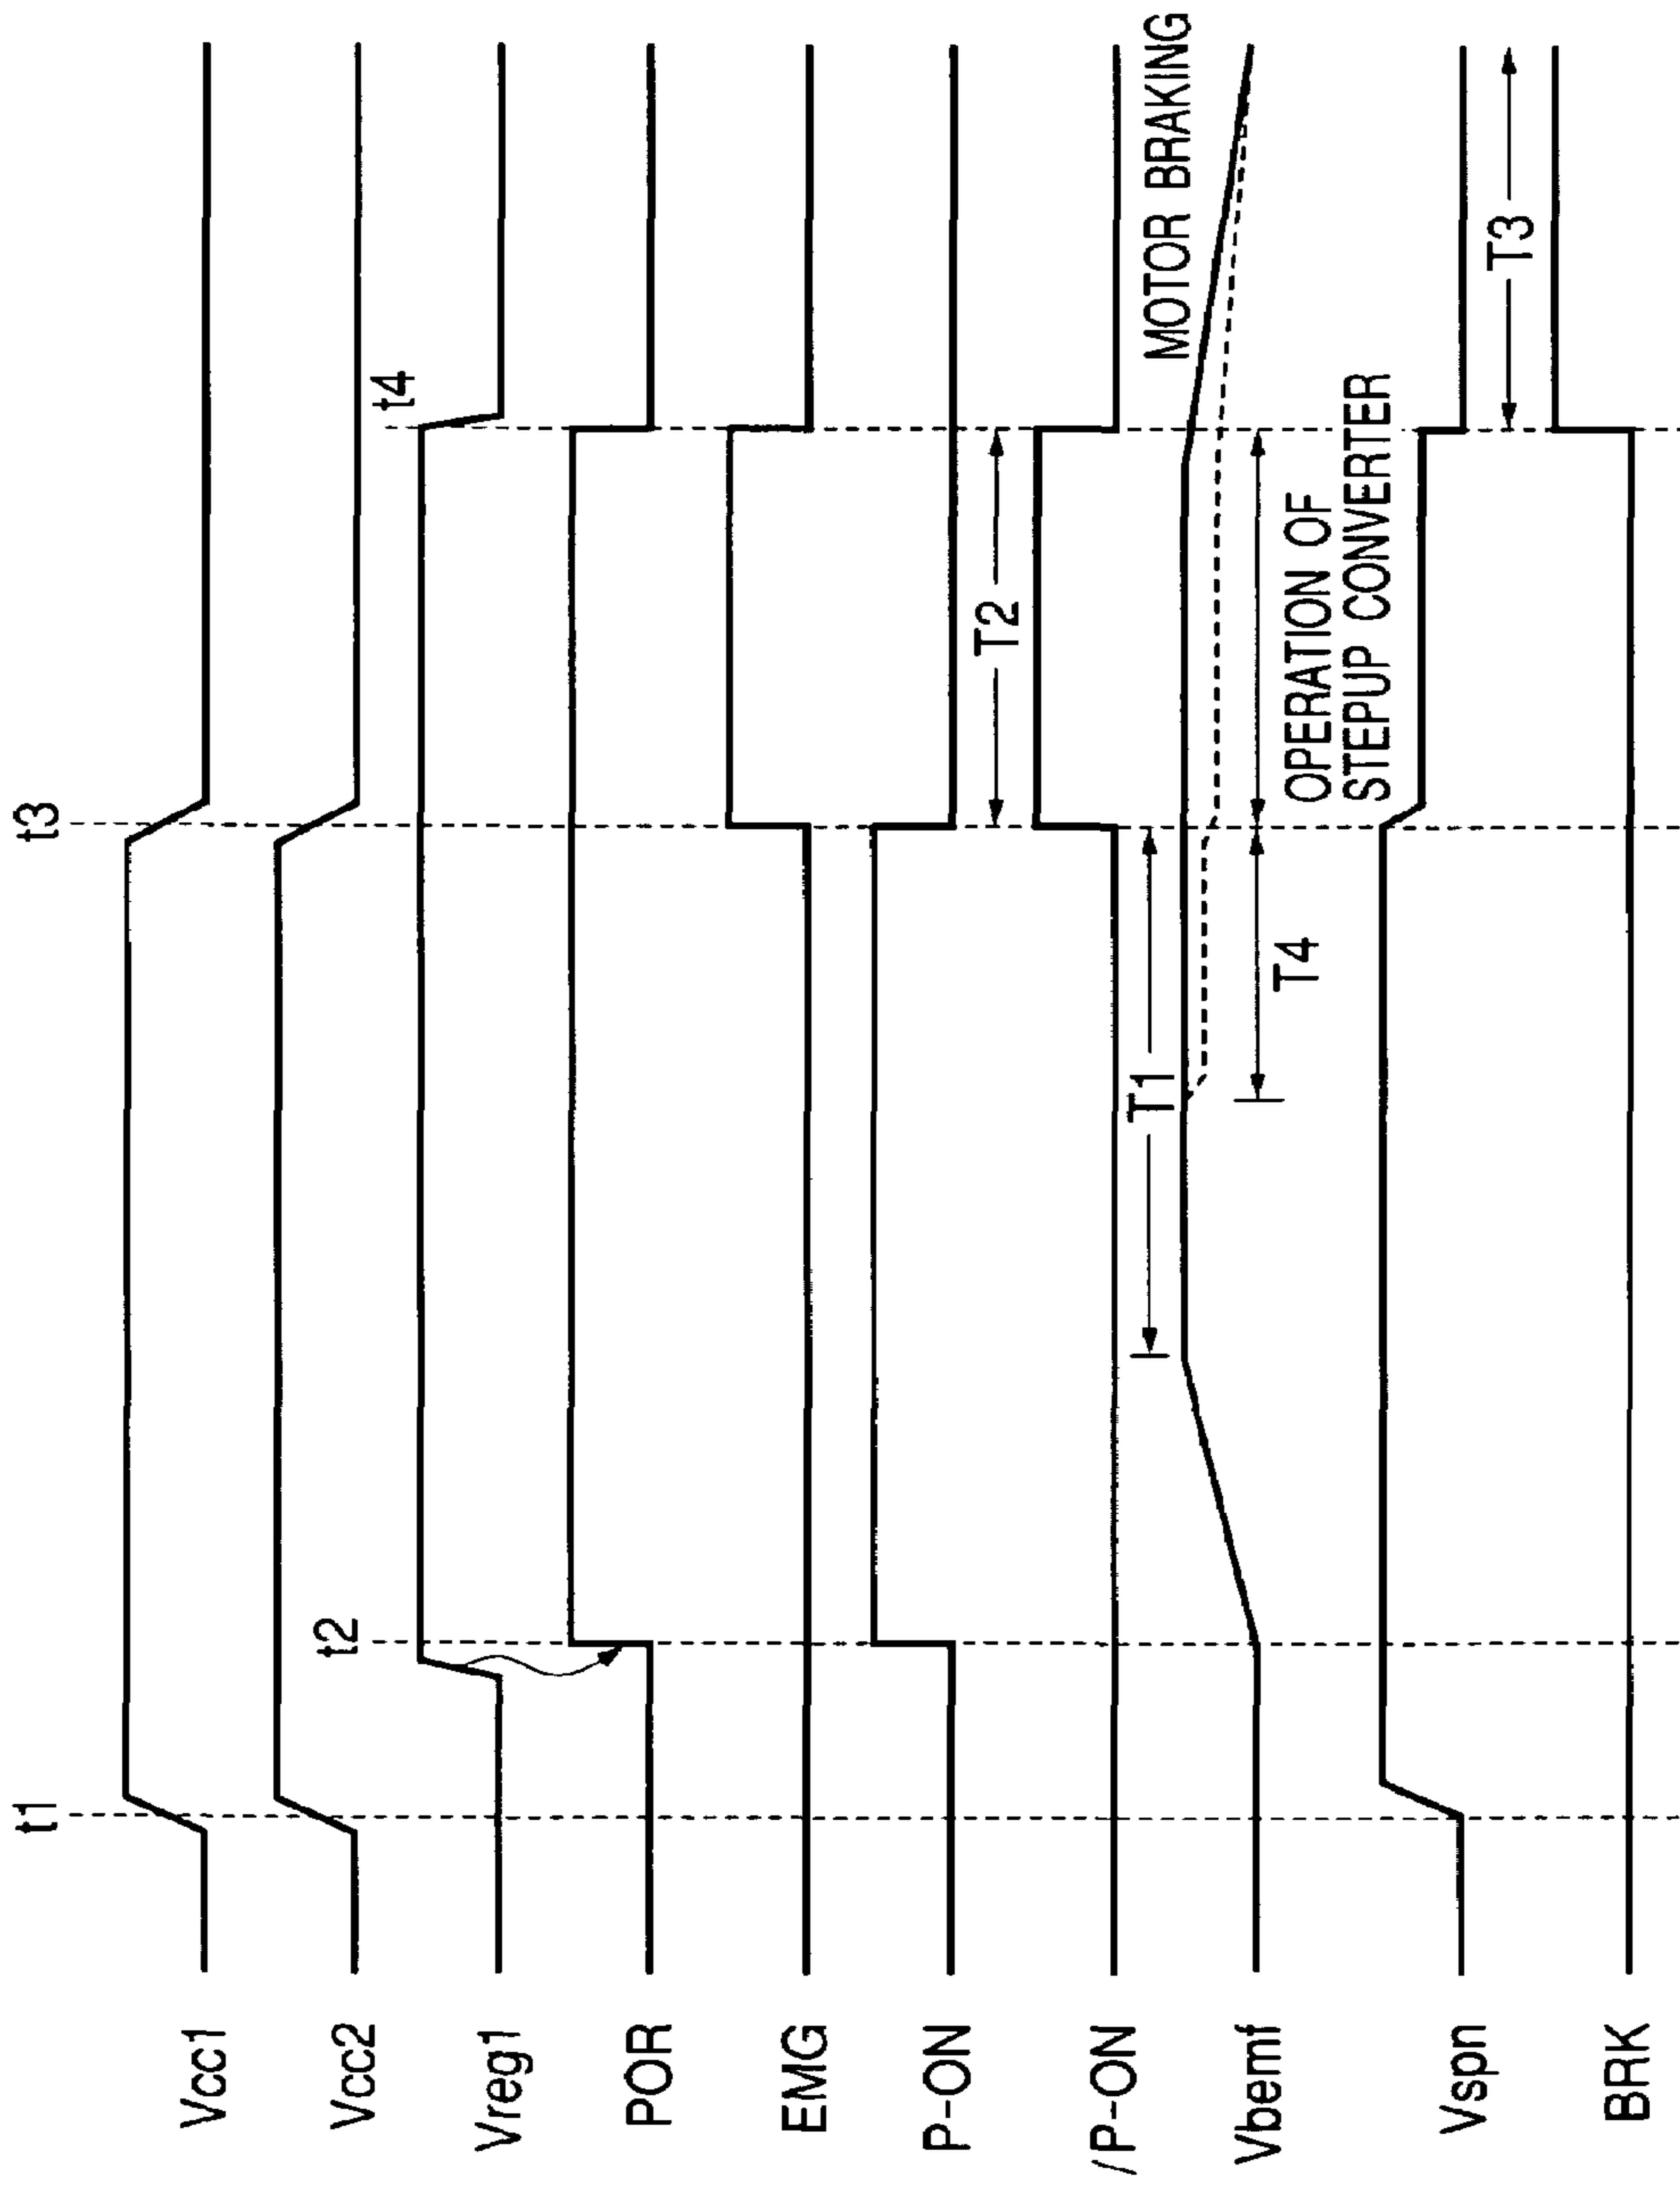 t1
t3
Vcc1
Vcc2
t2
t4
Vreg1
POR
EMG
P-ON
T2
/P-ON
T1
MOTOR BRAKING
Vbemf
T4
OPERATION OF
STEPUP CONVERTER
Vspn
T3
BRK